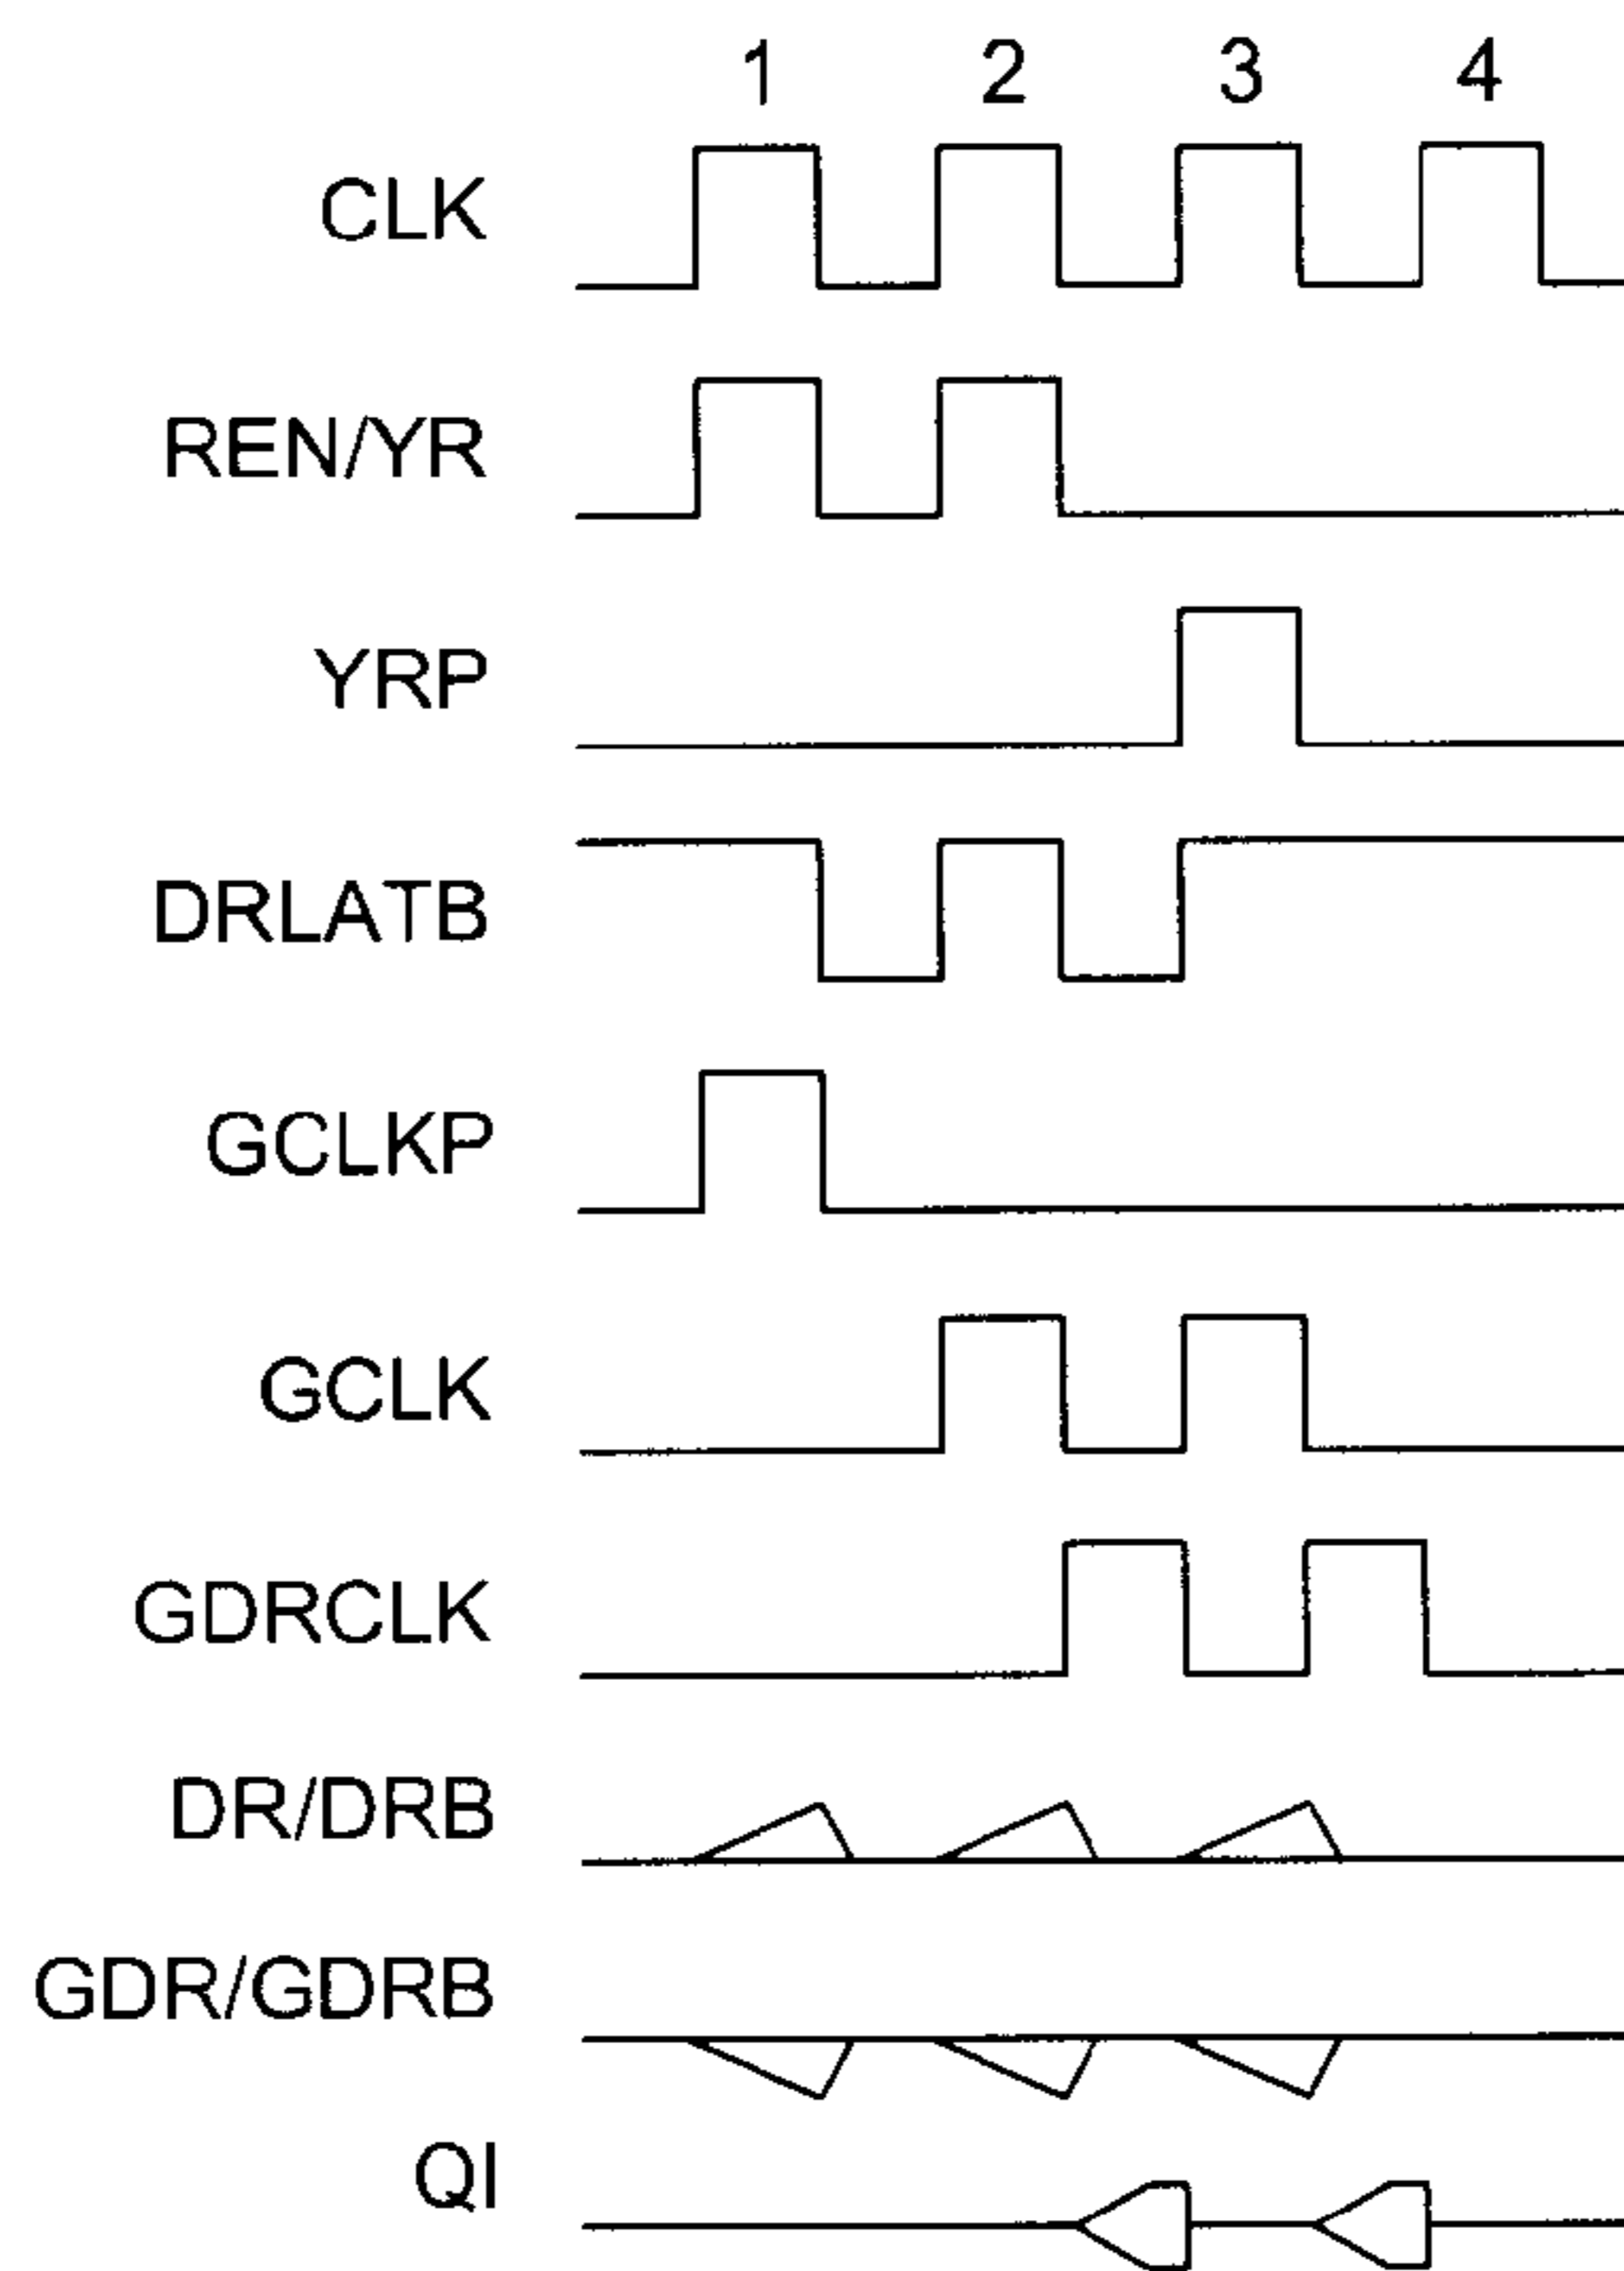 1 2 3 4
CLK
REN/YR
YRP
DRLATB
GCLKP
GCLK
GDRCLK
DR/DRB
GDR/GDRB
QI